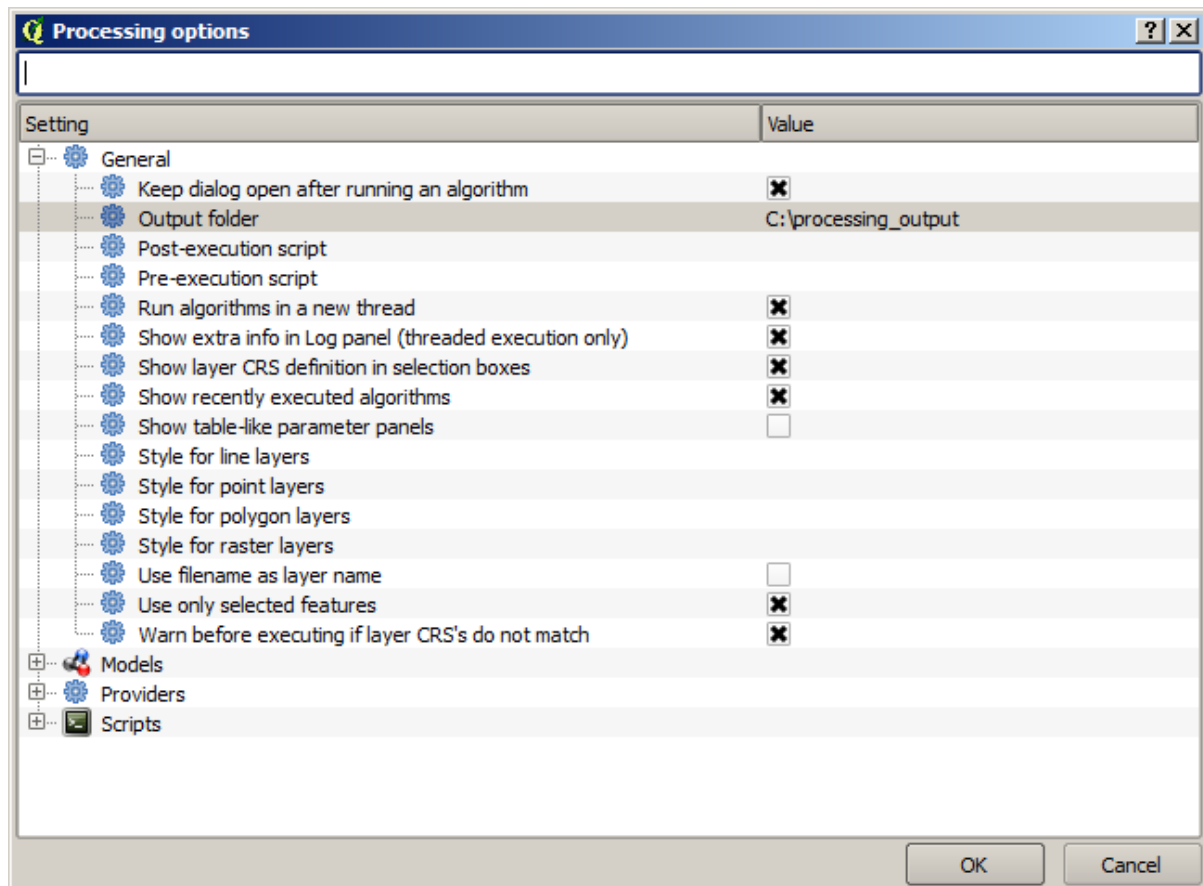 Processing options
Setting Value
General
Keep dialog open after running an algorithm
Output folder C:\processing_output
Post-execution script
Pre-execution script
Run algorithms in a new thread
Show extra info in Log panel (threaded execution only)
Show layer CRS definition in selection boxes
Show recently executed algorithms
Show table-like parameter panels
Style for line layers
Style for point layers
Style for polygon layers
Style for raster layers
Use filename as layer name
Use only selected features
Warn before executing if layer CRS's do not match
Models
Providers
Scripts
OK Cancel